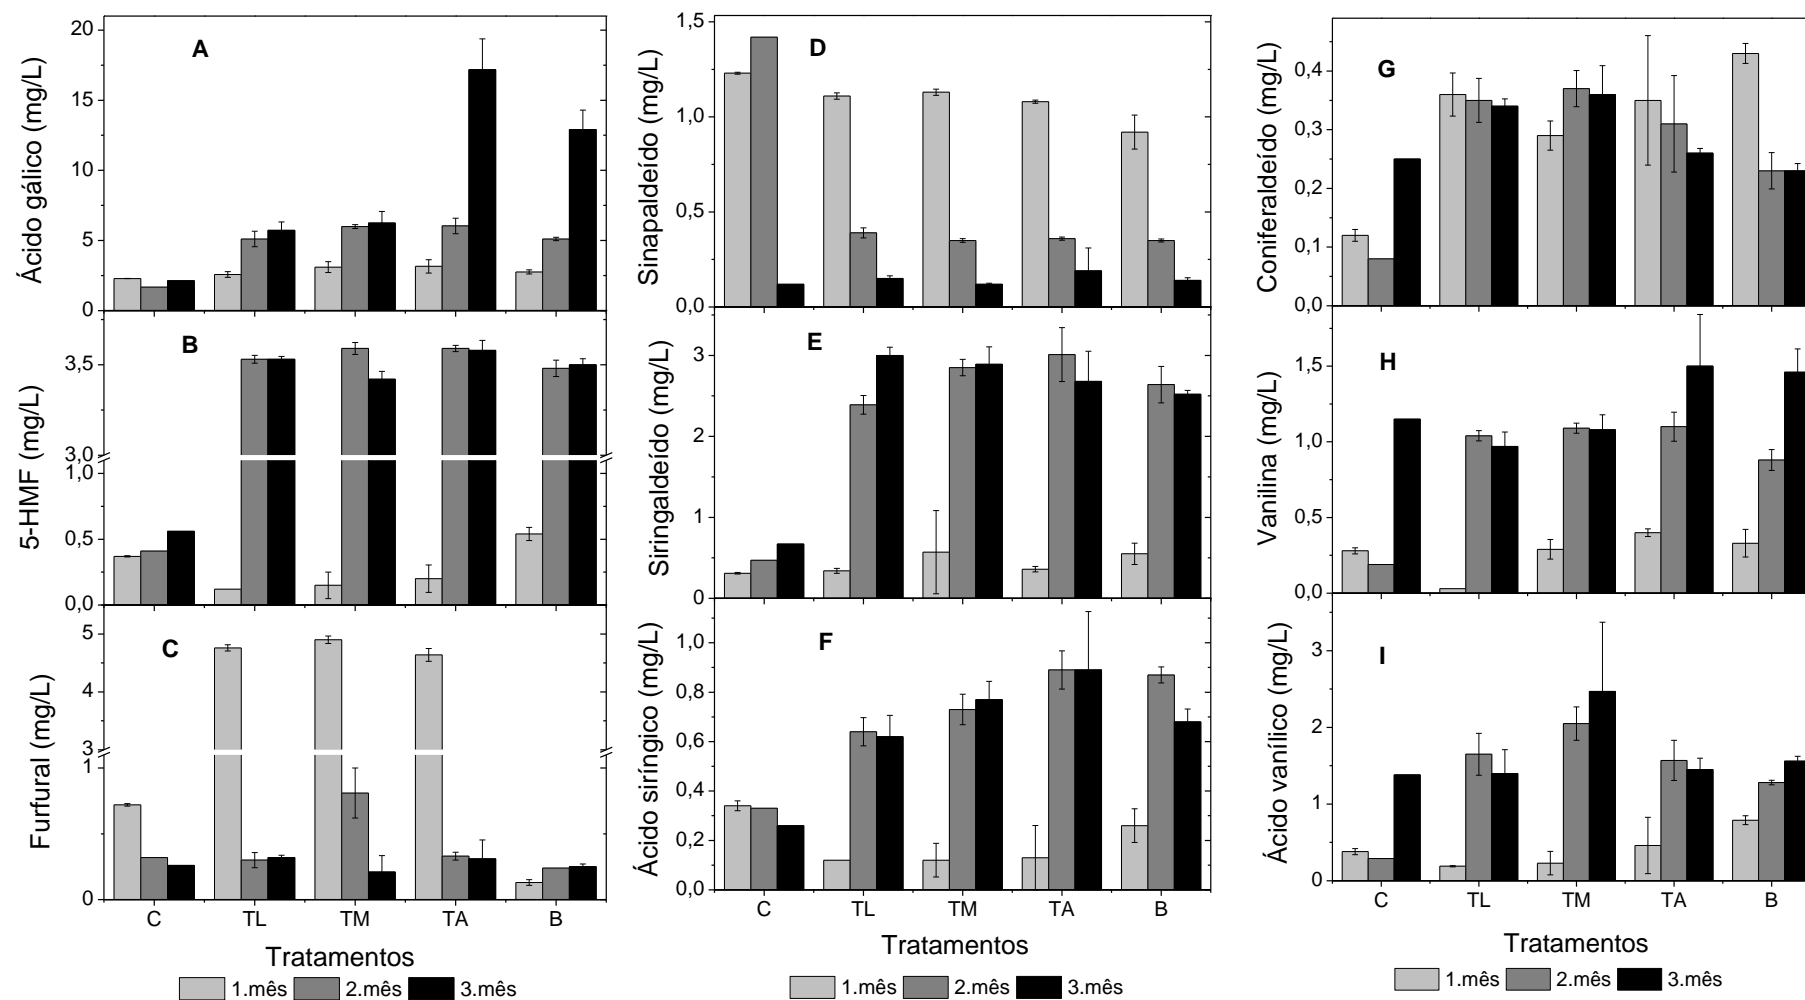 A
Ácido gálico (mg/L)
20
15
10
5
0
B
5-HMF (mg/L)
3,5
3,0
1,0
0,5
0,0
C
Furfural (mg/L)
5
4
3
1
0
C TL TM TA B
Tratamentos
1.mês 2.mês 3.mês
D
Sinapaldeído (mg/L)
1,5
1,0
0,5
0,0
E
Siringaldeído (mg/L)
3
2
1
0
F
Ácido siríngico (mg/L)
1,0
0,8
0,6
0,4
0,2
0,0
C TL TM TA B
Tratamentos
1.mês 2.mês 3.mês
G
Coniferaldeído (mg/L)
0,4
0,3
0,2
0,1
0,0
H
Vanilina (mg/L)
1,5
1,0
0,5
0,0
I
Ácido vanílico (mg/L)
3
2
1
0
C TL TM TA B
Tratamentos
1.mês 2.mês 3.mês